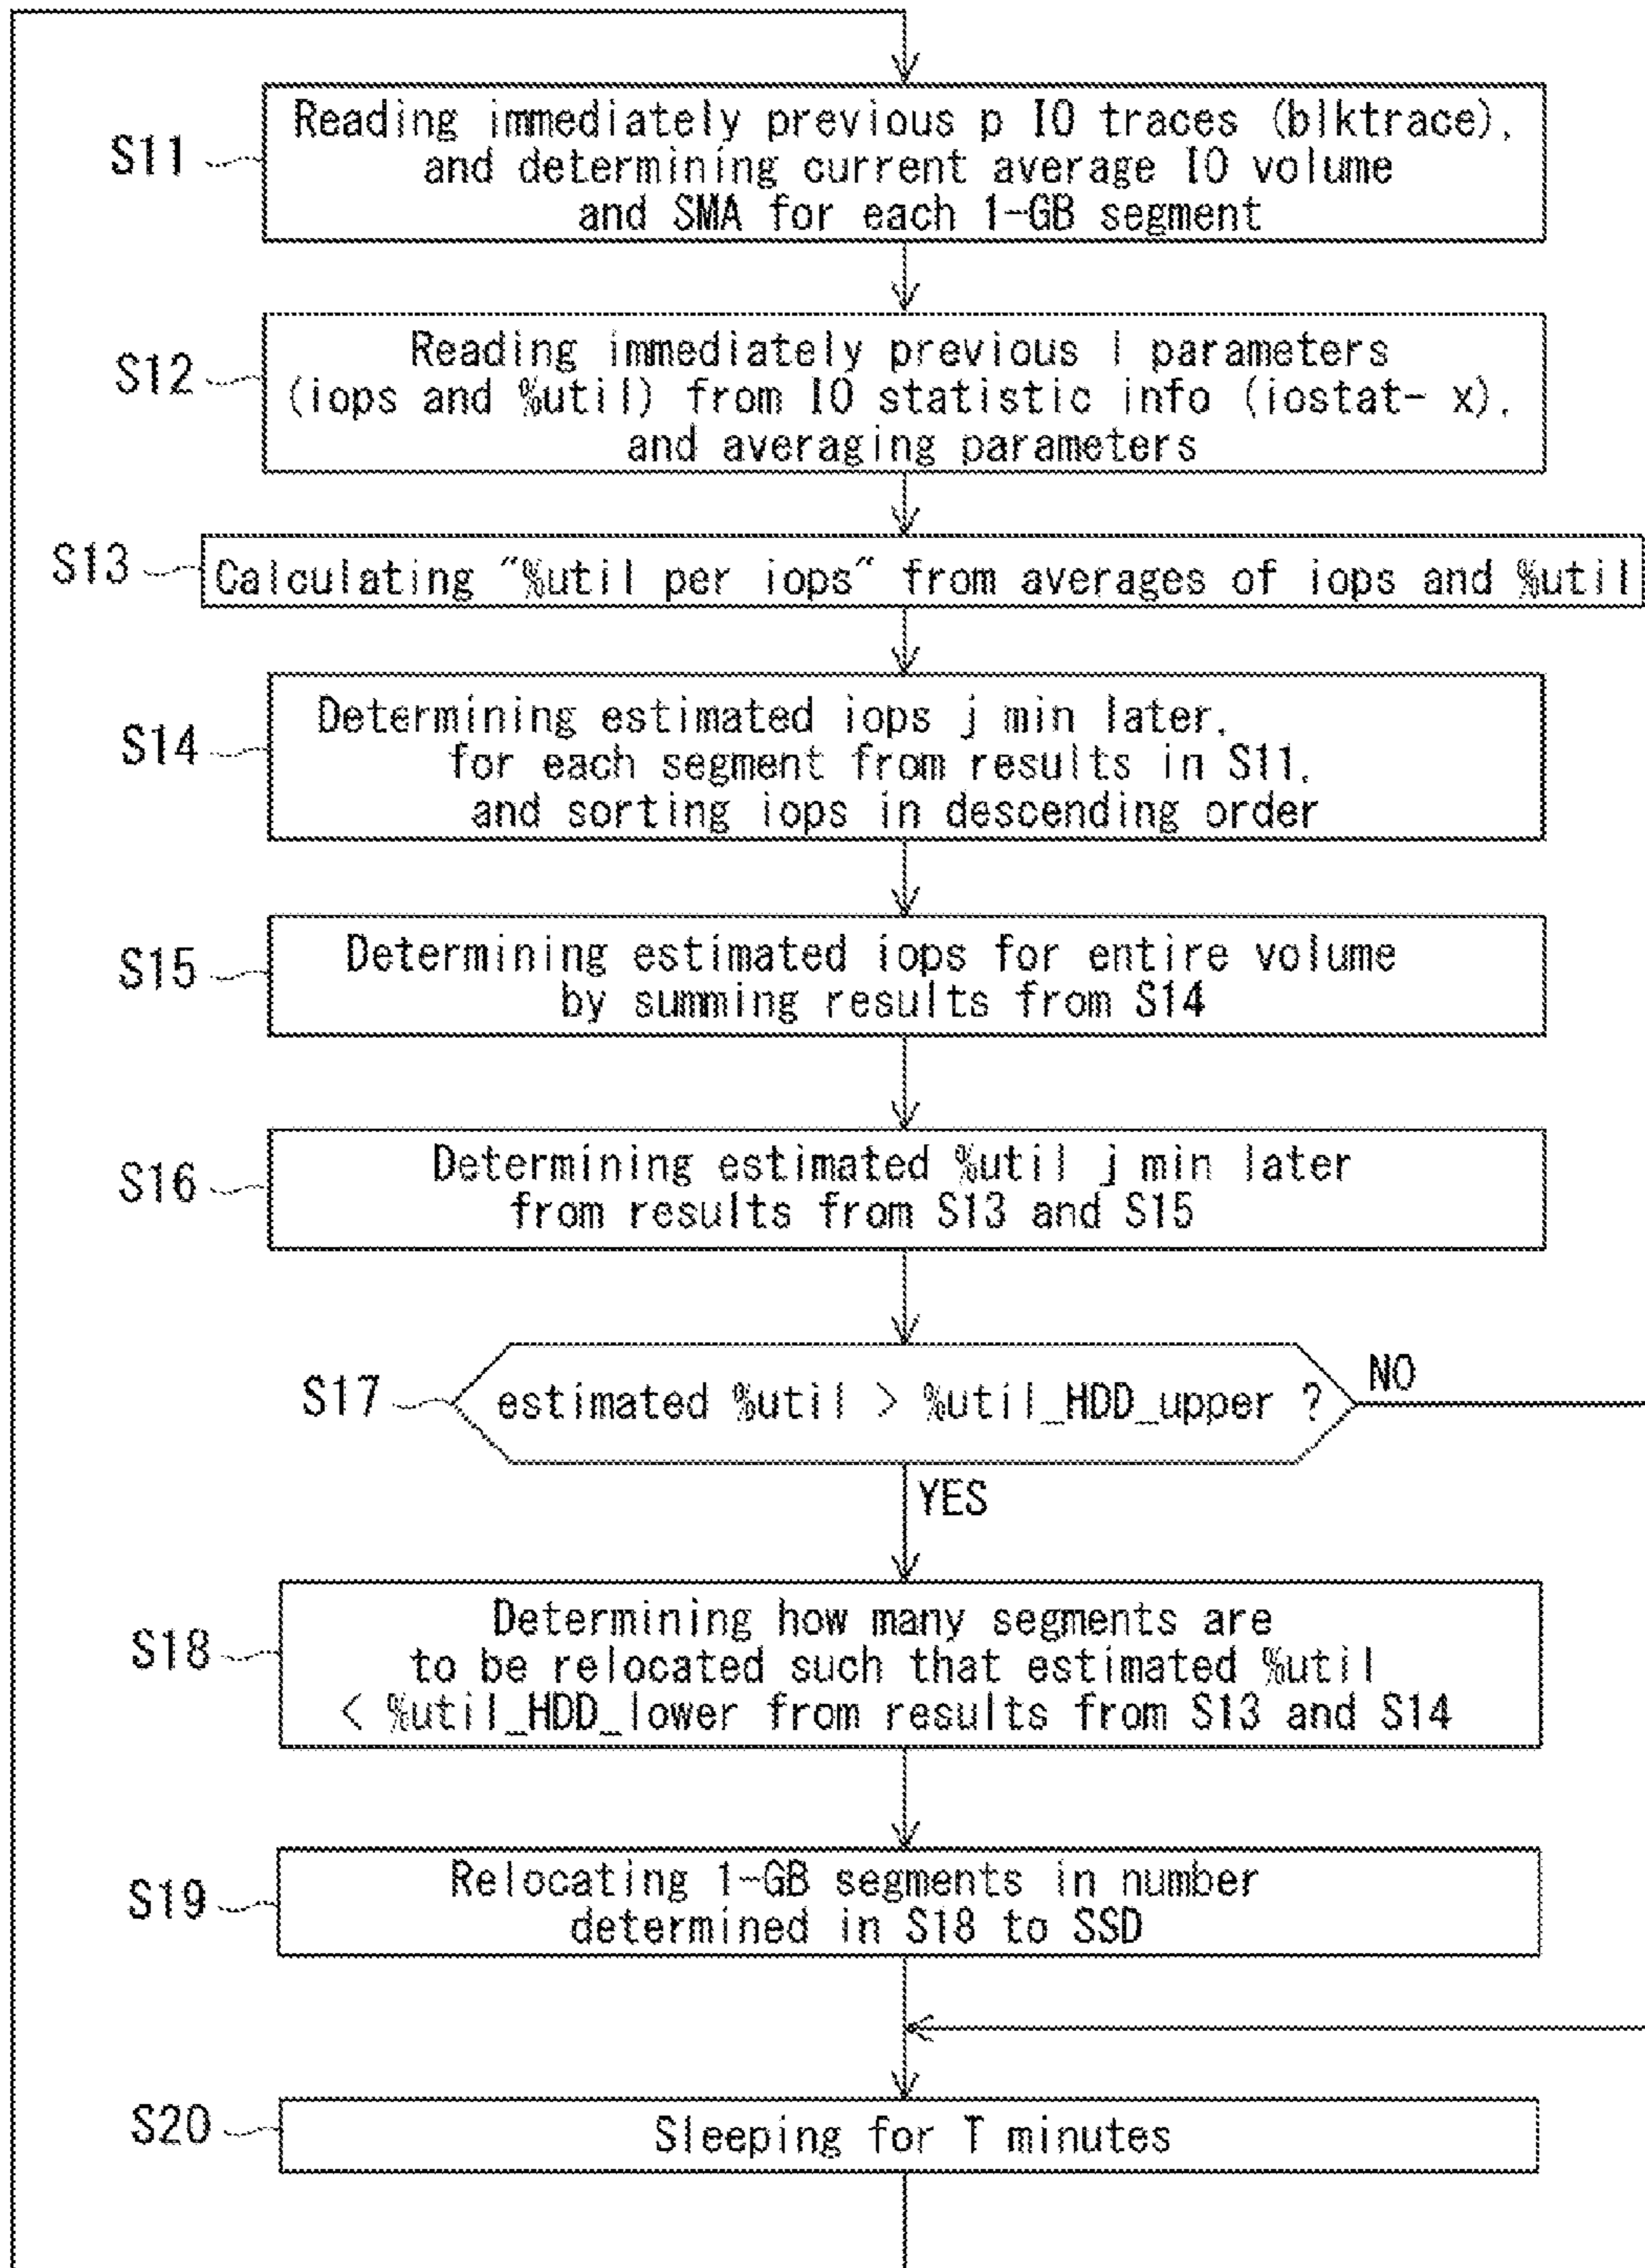 S11
Reading immediately previous p IO traces (blktrace),
and determining current average IO volume
and SMA for each 1-GB segment
S12
Reading immediately previous i parameters
(iops and %util) from IO statistic info (iostat- x),
and averaging parameters
S13
Calculating "%util per iops" from averages of iops and %util
S14
Determining estimated iops j min later,
for each segment from results in S11,
and sorting iops in descending order
S15
Determining estimated iops for entire volume
by summing results from S14
S16
Determining estimated %util j min later
from results from S13 and S15
S17
estimated %util > %util_HDD_upper ?
NO
YES
S18
Determining how many segments are
to be relocated such that estimated %util
< %util_HDD_lower from results from S13 and S14
S19
Relocating 1-GB segments in number
determined in S18 to SSD
S20
Sleeping for T minutes